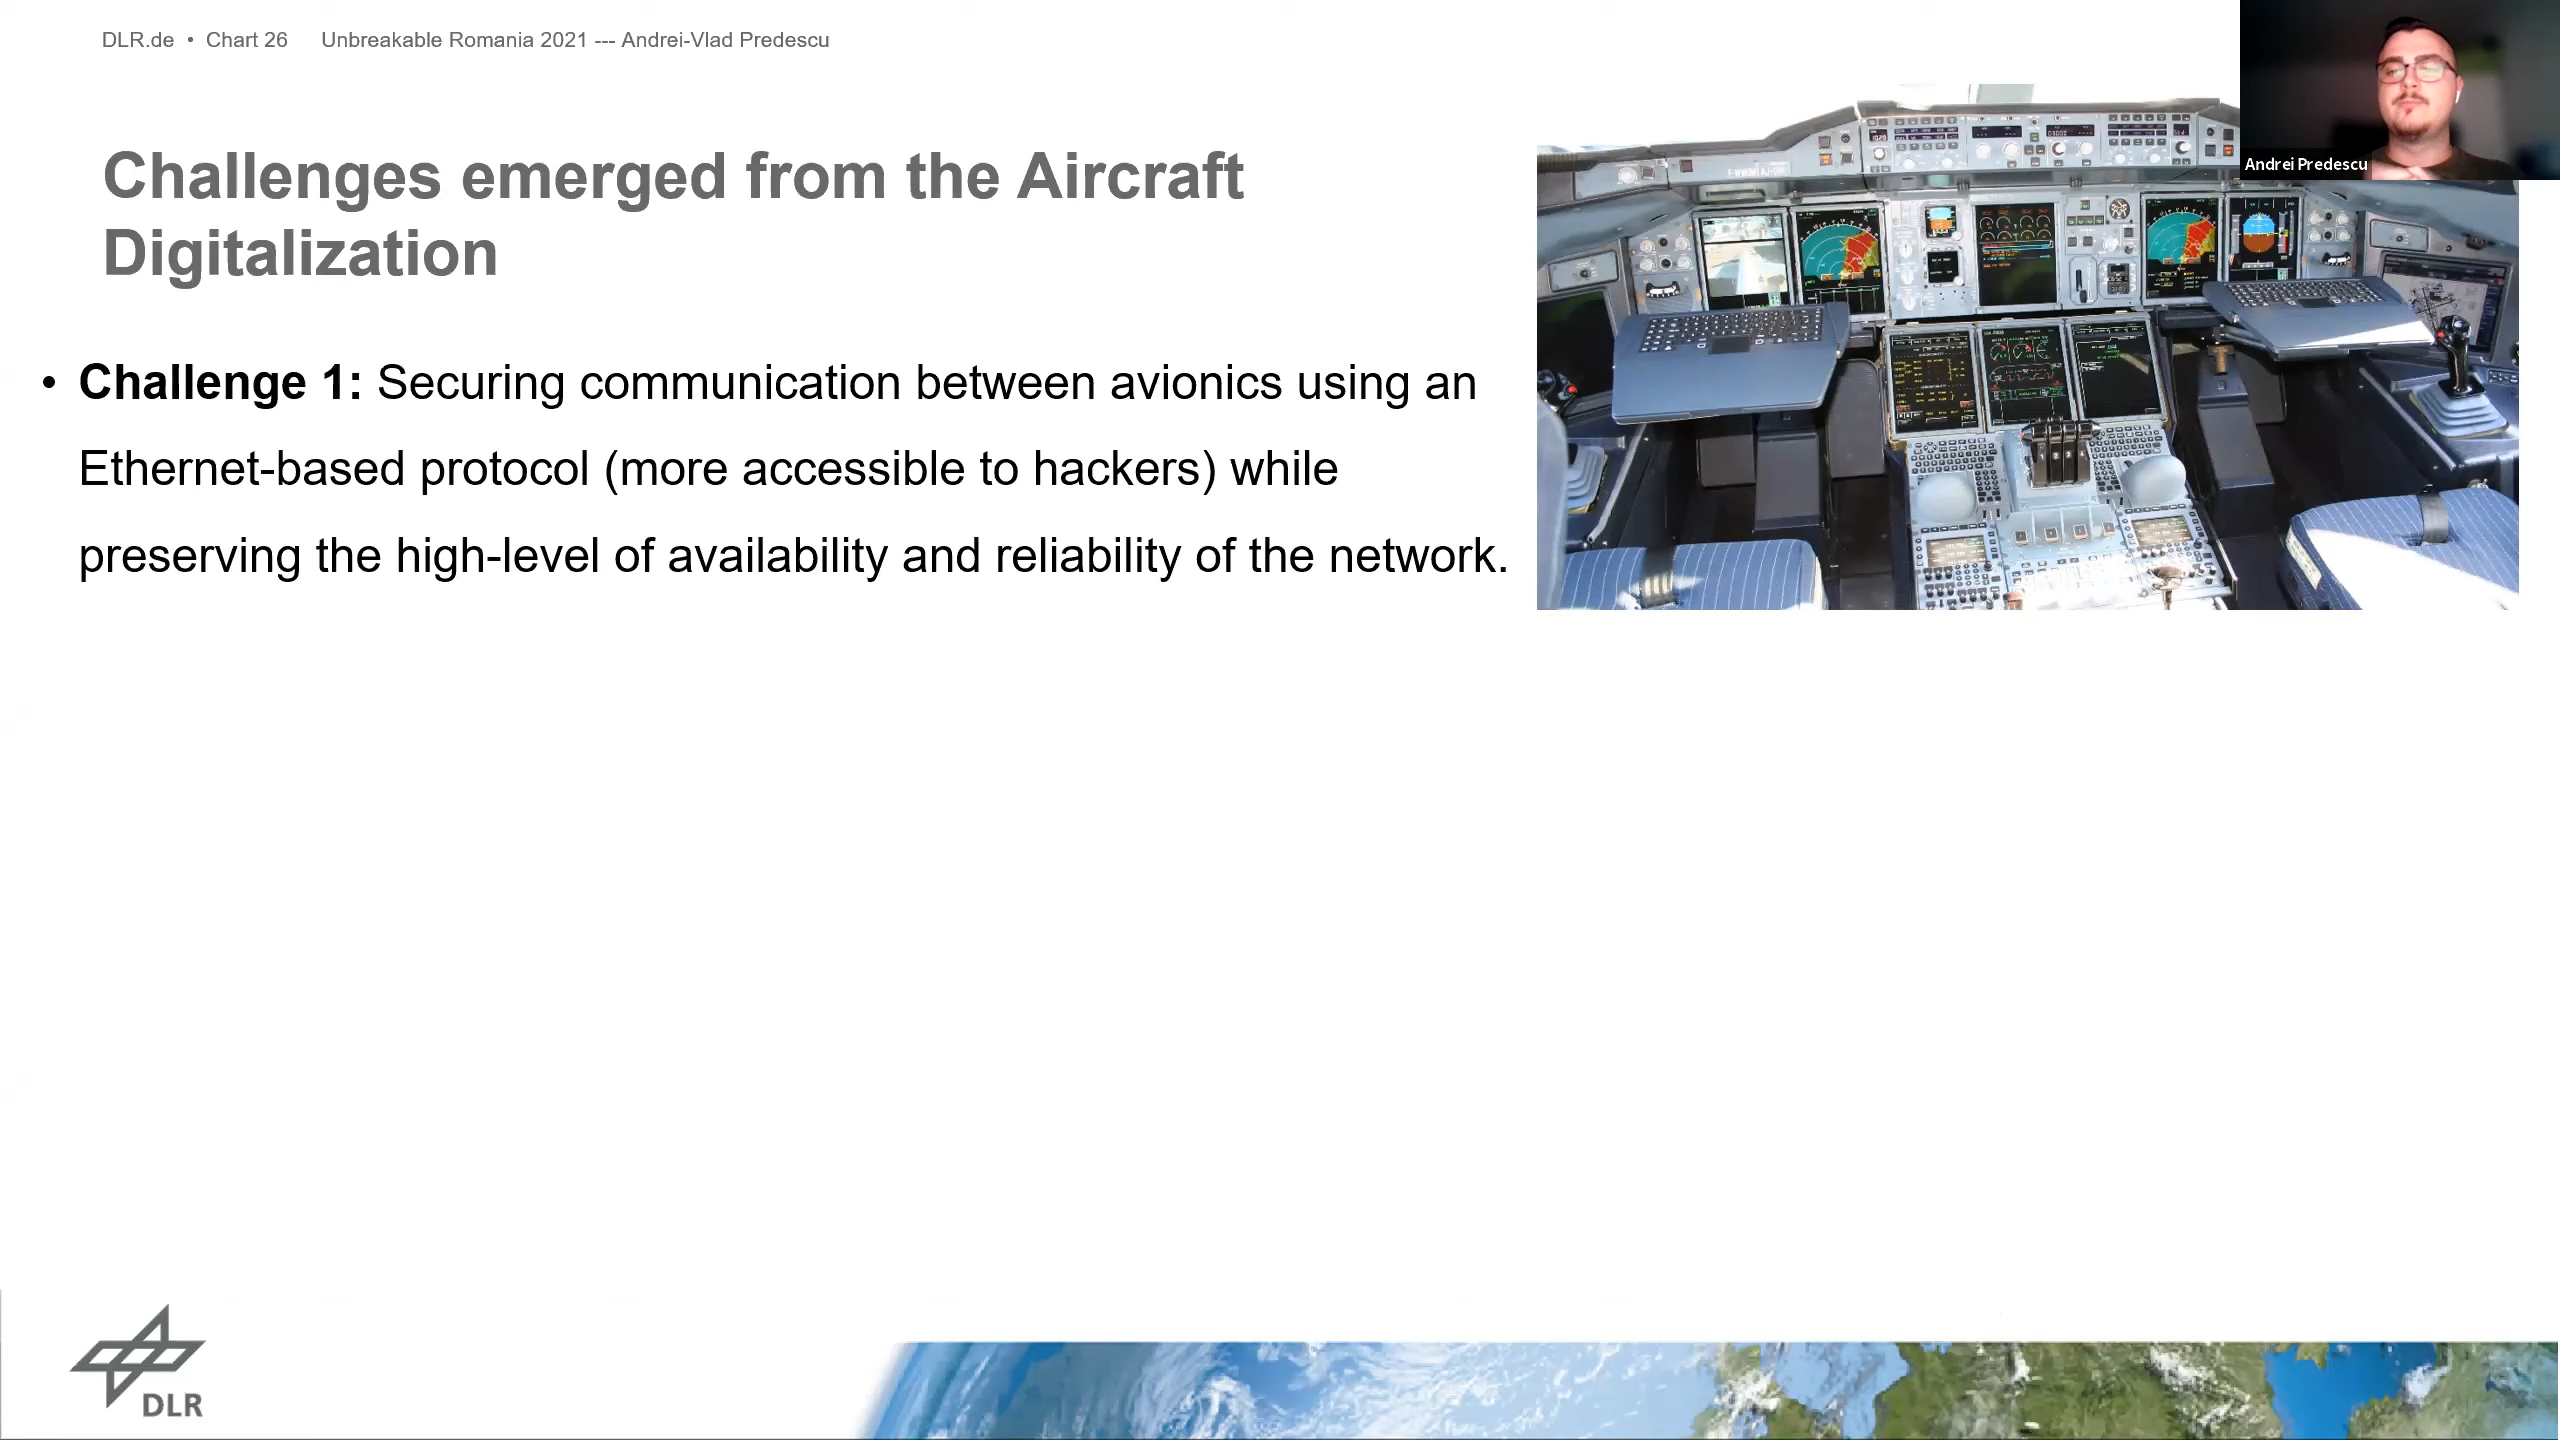 DLR.de • Chart 26 Unbreakable Romania 2021 --- Andrei-Vlad Predescu
Andrei Predescu
Challenges emerged from the Aircraft
Digitalization
• Challenge 1: Securing communication between avionics using an
Ethernet-based protocol (more accessible to hackers) while
preserving the high-level of availability and reliability of the network.
DLR